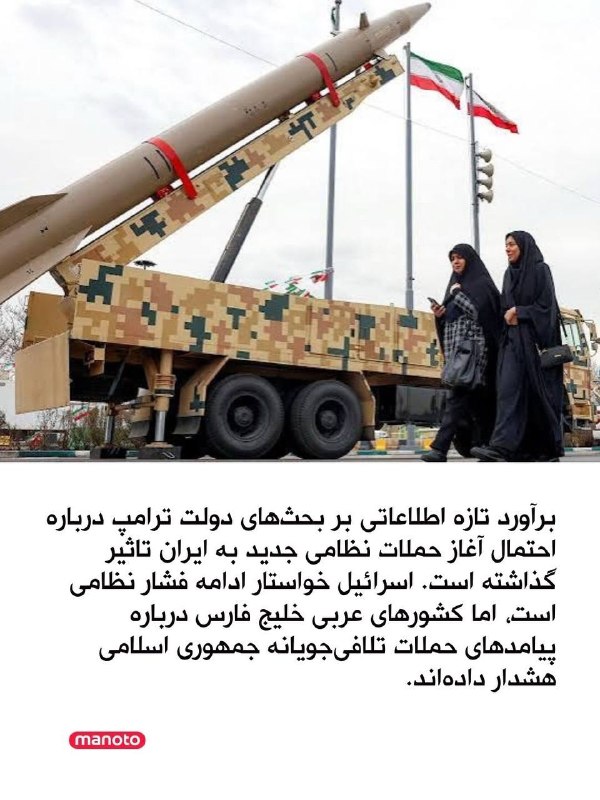 برآورد تازه اطلاعاتی بر بحث‌های دولت ترامپ درباره
احتمال آغاز حملات نظامی جدید به ایران تاثیر
گذاشته است. اسرائیل خواستار ادامه فشار نظامی
است، اما کشورهای عربی خلیج فارس درباره
پیامدهای حملات تلافی‌جویانه جمهوری اسلامی
هشدار داده‌اند.
manoto